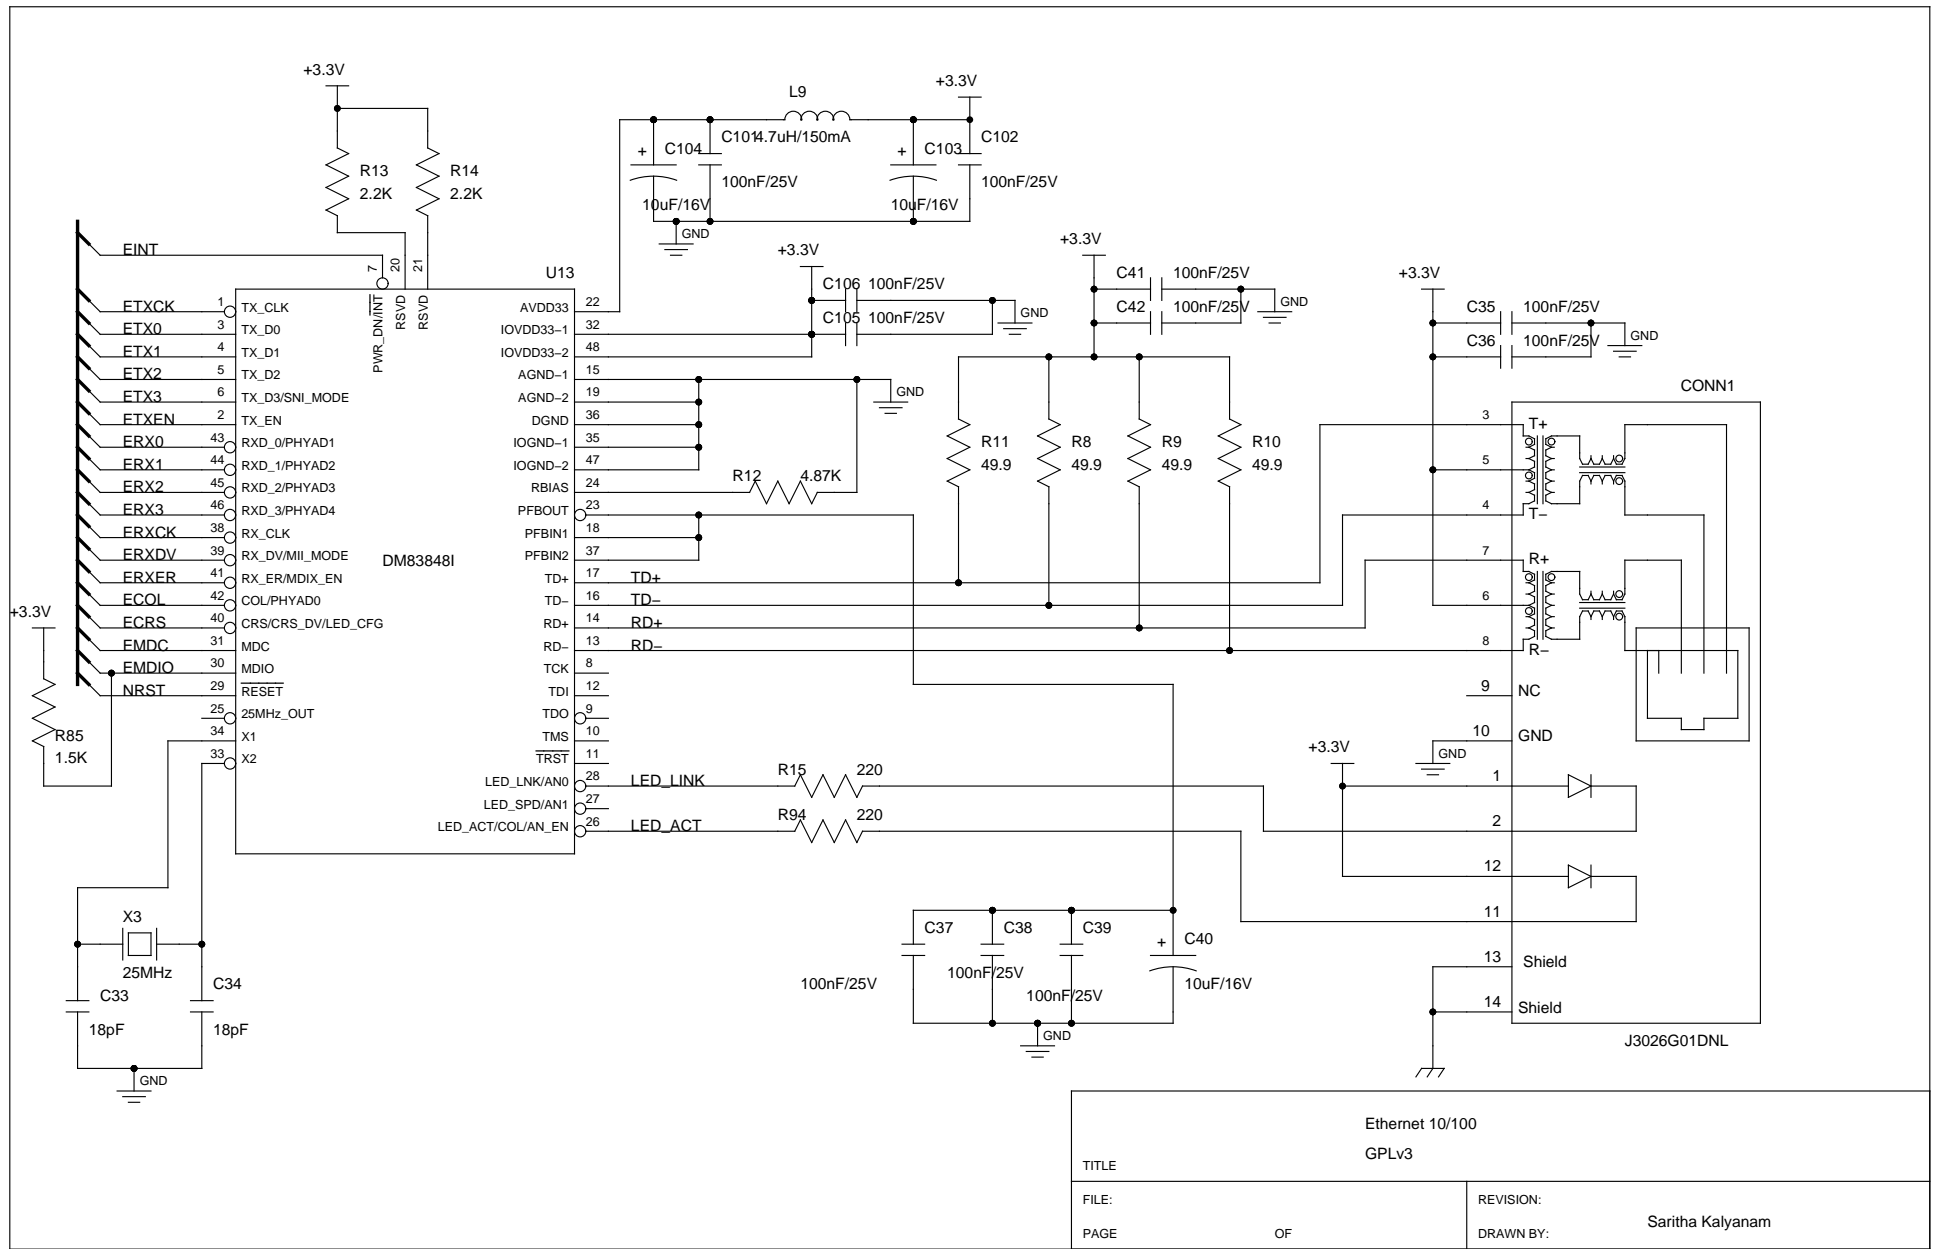 +3.3V
R13
2.2K
R14
2.2K
L9
4.7uH/150mA
+3.3V
C104
10uF/16V
C101
100nF/25V
C103
10uF/16V
C102
100nF/25V
GND
EINT
ETXCK
ETX0
ETX1
ETX2
ETX3
ETXEN
ERX0
ERX1
ERX2
ERX3
ERXCK
ERXDV
ERXER
ECOL
ECRS
EMDC
EMDIO
NRST
+3.3V
R85
1.5K
U13
DM83848I
7 PWR_DN/INT
20 RSVD
21 RSVD
1 TX_CLK
3 TX_D0
4 TX_D1
5 TX_D2
6 TX_D3/SNI_MODE
2 TX_EN
43 RXD_0/PHYAD1
44 RXD_1/PHYAD2
45 RXD_2/PHYAD3
46 RXD_3/PHYAD4
38 RX_CLK
39 RX_DV/MII_MODE
41 RX_ER/MDIX_EN
42 COL/PHYAD0
40 CRS/CRS_DV/LED_CFG
31 MDC
30 MDIO
29 RESET
25 25MHz_OUT
34 X1
33 X2
AVDD33 22
IOVDD33-1 32
IOVDD33-2 48
AGND-1 15
AGND-2 19
DGND 36
IOGND-1 35
IOGND-2 47
RBIAS 24
PFBOUT 23
PFBIN1 18
PFBIN2 37
TD+ 17 TD+
TD- 16 TD-
RD+ 14 RD+
RD- 13 RD-
TCK 8
TDI 12
TDO 9
TMS 10
TRST 11
LED_LNK/AN0 28 LED_LINK
LED_SPD/AN1 27
LED_ACT/COL/AN_EN 26 LED_ACT
+3.3V
C106 100nF/25V
C105 100nF/25V
GND
GND
R12 4.87K
+3.3V
C41 100nF/25V
C42 100nF/25V
GND
R11
49.9
R8
49.9
R9
49.9
R10
49.9
+3.3V
C35 100nF/25V
C36 100nF/25V
GND
CONN1
3 T+
5
4 T-
7 R+
6
8 R-
9 NC
10 GND
GND
+3.3V
1
2
12
11
13 Shield
14 Shield
J3026G01DNL
R15 220
R94 220
X3
25MHz
C33
18pF
C34
18pF
GND
C37
100nF/25V
C38
100nF/25V
C39
100nF/25V
C40
10uF/16V
GND
Ethernet 10/100
GPLv3
TITLE
FILE:
REVISION:
PAGE OF
DRAWN BY: Saritha Kalyanam